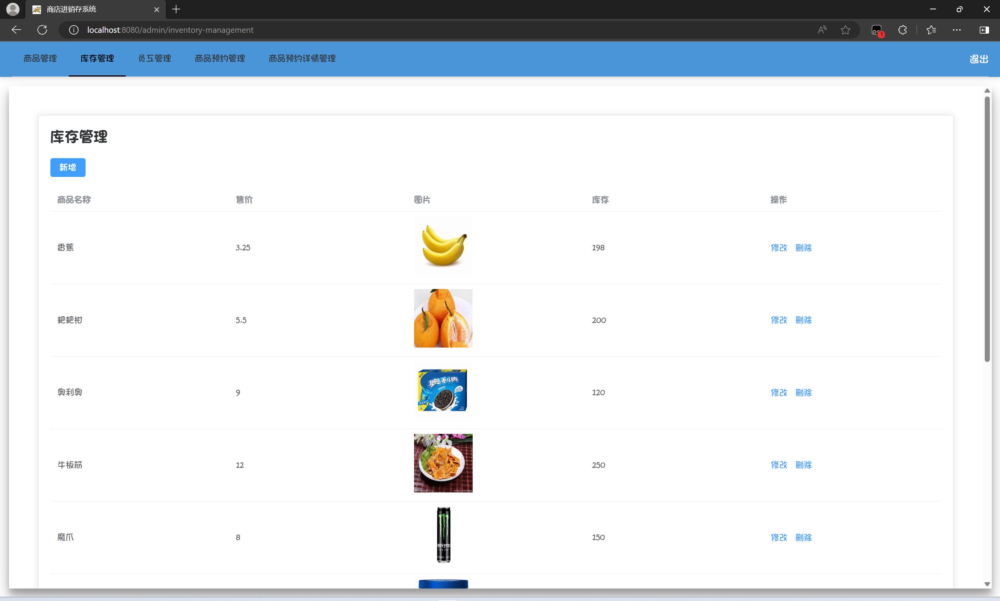 商店进销存系统
localhost:8080/admin/inventory-management
1
商品管理 库存管理 员工管理 商品预约管理 商品预约详情管理 退出
库存管理
新增
商品名称 售价 图片 库存 操作
香蕉 3.25 198 修改 删除
耙耙柑 5.5 200 修改 删除
奥利奥
奥利奥 9 120 修改 删除
牛板筋 12 250 修改 删除
魔爪 8 150 修改 删除
MONSTER
ENERGY